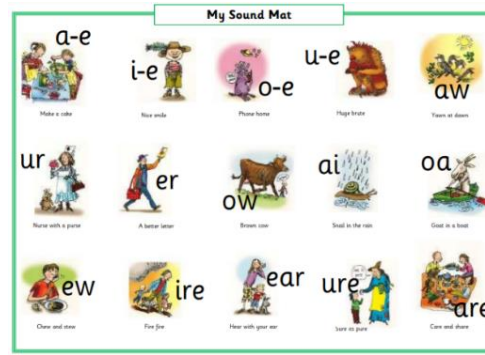 My Sound Mat
a-e
i-e
o-e
u-e
aw
Make a cake
Nice smile
Phone home
Huge brute
Yawn at dawn
ur
er
ow
ai
oa
Nurse with a purse
A better letter
Brown cow
Snail in the rain
Goat in a boat
ew
ire
ear
ure
are
Chew and stew
Fire fire
Hear with your ear
Sure its pure
Care and share